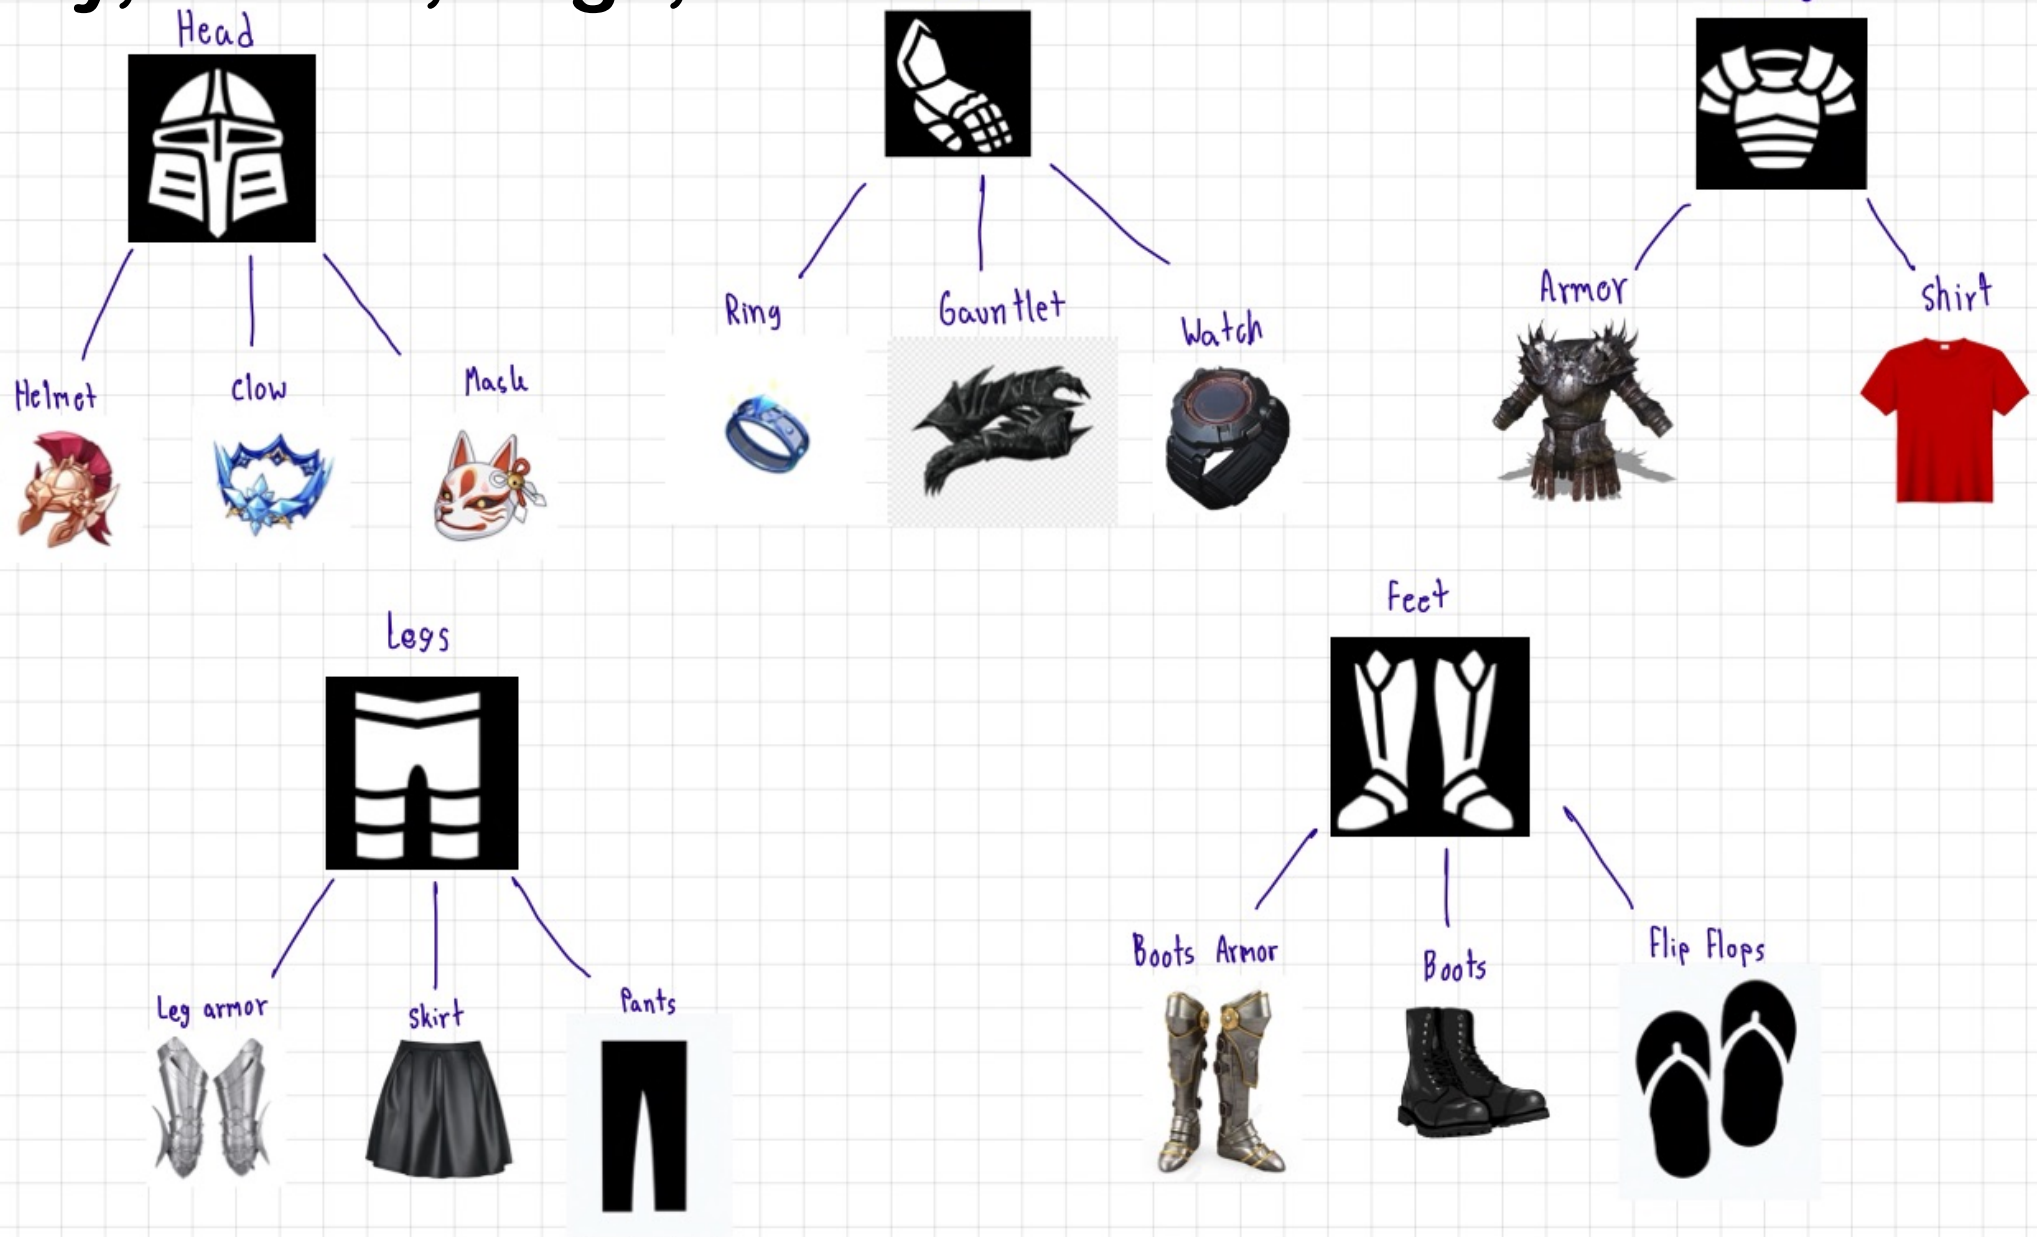 Head
Ring
Gauntlet
Watch
Armor
Shirt
Helmet
Clow
Mask
Legs
Feet
Leg armor
Skirt
Pants
Boots Armor
Boots
Flip Flops